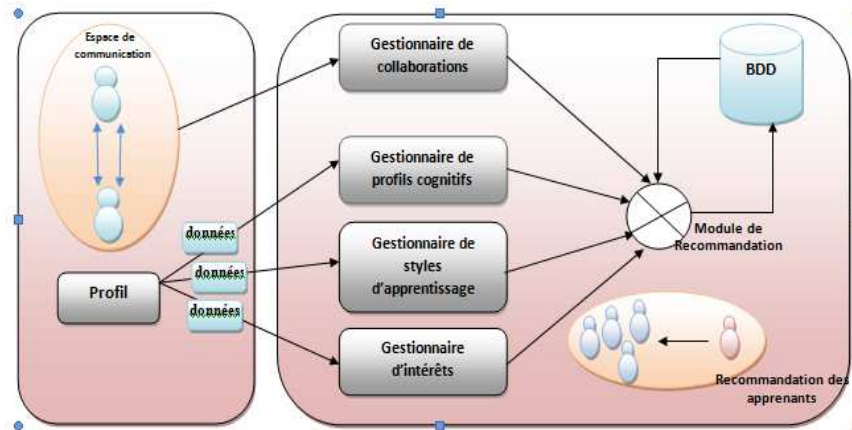 Espace de
communication
Profil
données
données
données
Gestionnaire de
collaborations
Gestionnaire de
profils cognitifs
Gestionnaire de
styles
d'apprentissage
Gestionnaire
d'intérêts
BDD
Module de
Recommandation
Recommandation des
apprenants